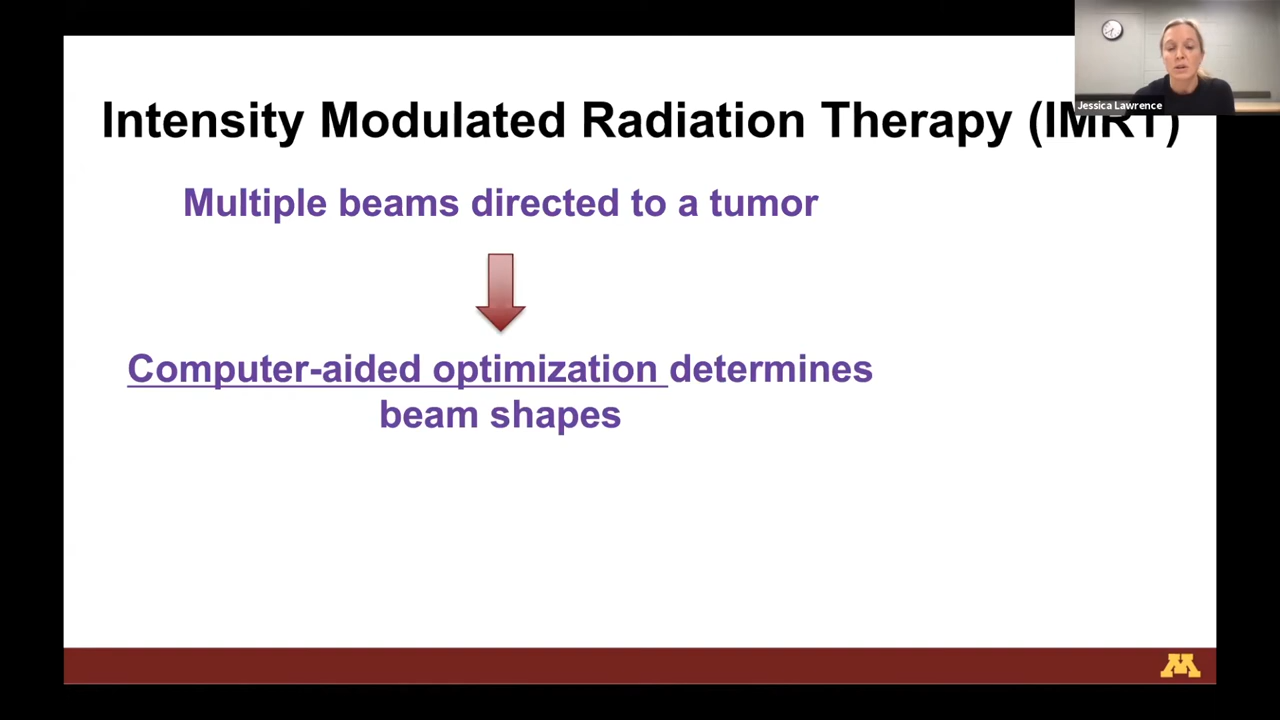 Intensity Modulated Radiation Therapy (IMRT)
Jessica Lawrence
Multiple beams directed to a tumor
Computer-aided optimization determines
beam shapes
M